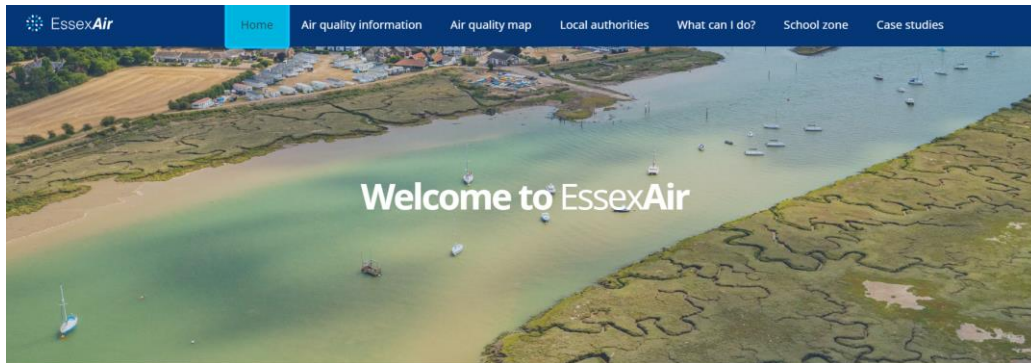 EssexAir
Home
Air quality information
Air quality map
Local authorities
What can I do?
School zone
Case studies
Welcome to EssexAir